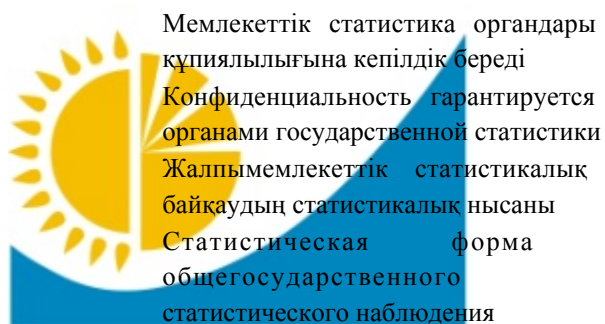 Мемлекеттік статистика органдары
құпиялылығына кепілдік береді
Конфиденциальность гарантируется
органами государственной статистики
Жалпымемлекеттік статистикалық
байқаудың статистикалық нысаны
Статистическая форма
общегосударственного
статистического наблюдения